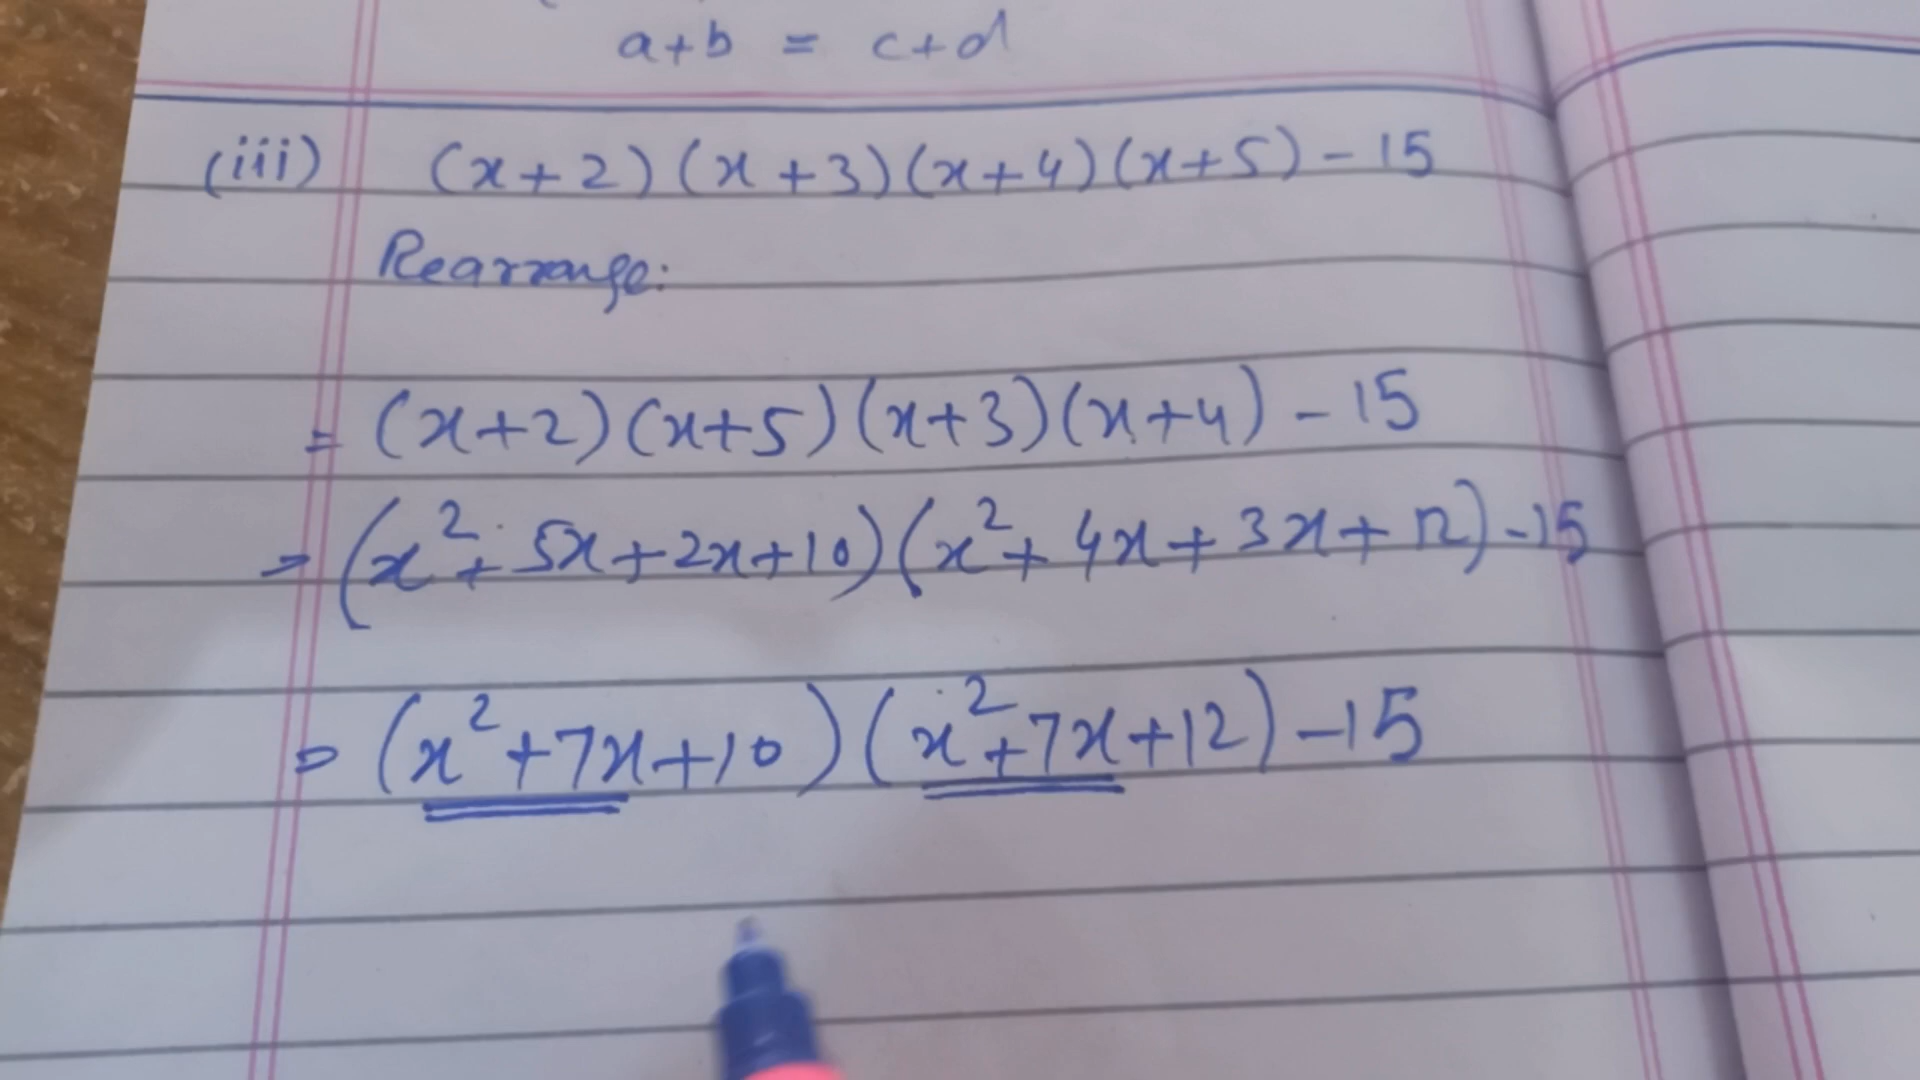 a+b = c+d
(iii) (x+2)(x+3)(x+4)(x+5)-15
Rearrange:
= (x+2)(x+5)(x+3)(x+4)-15
= (x²+5x+2x+10)(x²+4x+3x+12)-15
= (x²+7x+10)(x²+7x+12)-15